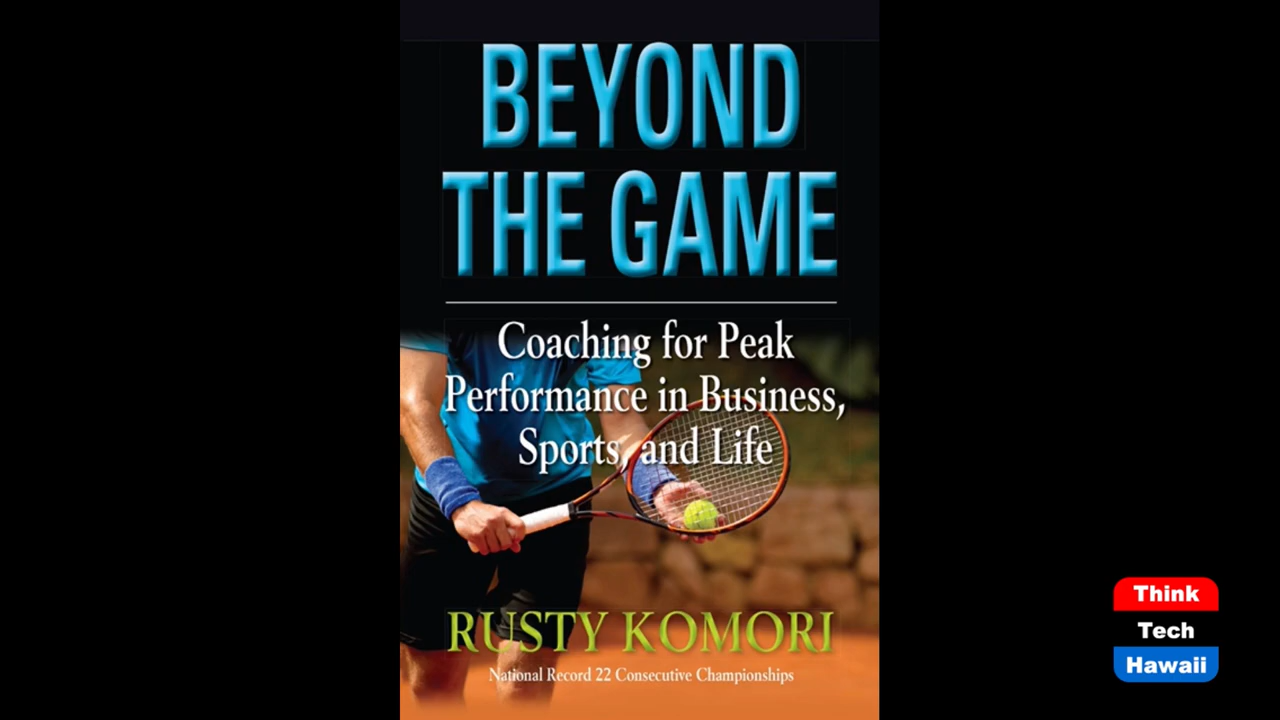 BEYOND
THE GAME
Coaching for Peak
Performance in Business,
Sports, and Life
RUSTY KOMORI
National Record 22 Consecutive Championships
Think
Tech
Hawaii